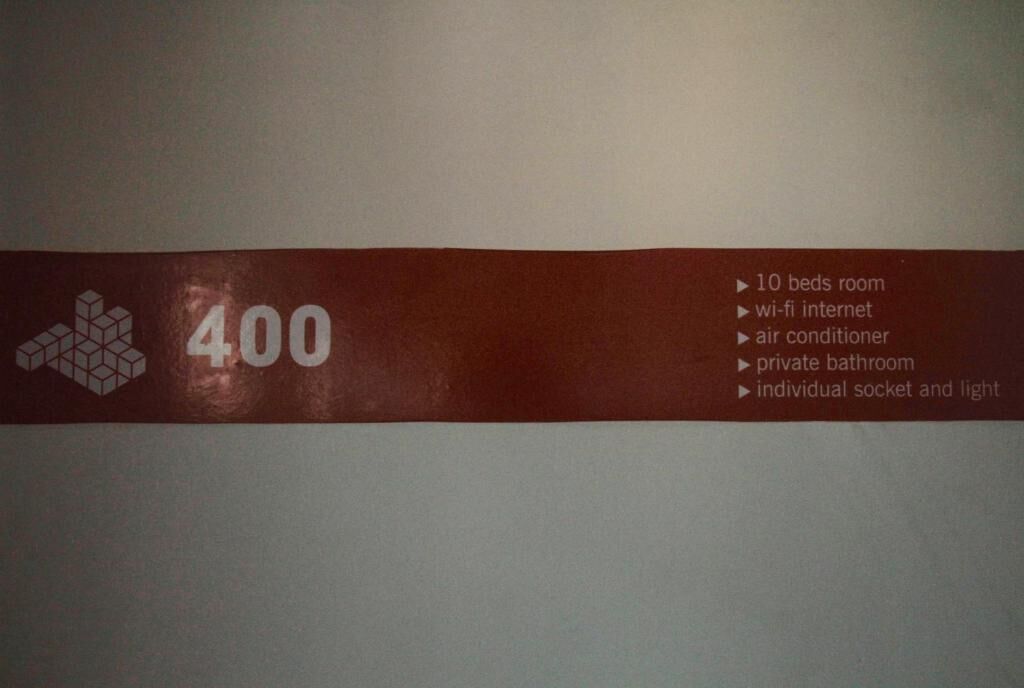 400
▶ 10 beds room
▶ wi-fi internet
▶ air conditioner
▶ private bathroom
▶ individual socket and light